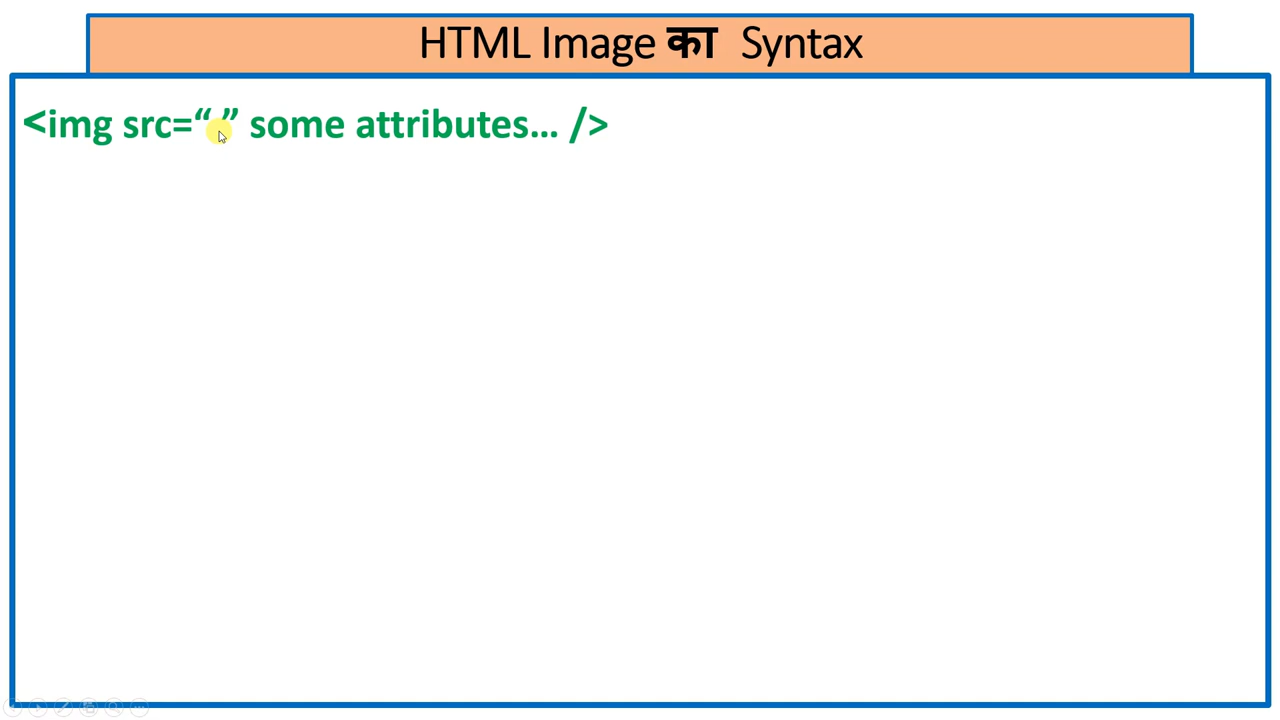 HTML Image का Syntax
<img src=“ ” some attributes... />